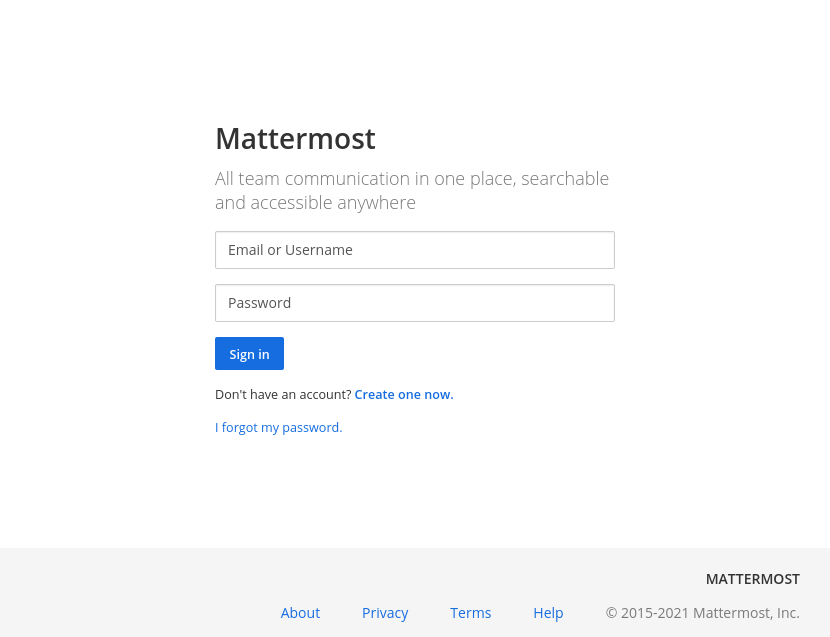 Mattermost
All team communication in one place, searchable
and accessible anywhere
Email or Username
Password
Sign in
Don't have an account? Create one now.
I forgot my password.
MATTERMOST
About Privacy Terms Help © 2015-2021 Mattermost, Inc.